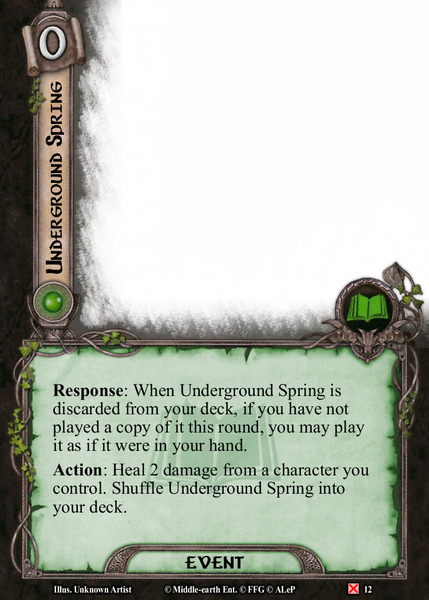 0
Underground Spring
Response: When Underground Spring is
discarded from your deck, if you have not
played a copy of it this round, you may play
it as if it were in your hand.
Action: Heal 2 damage from a character you
control. Shuffle Underground Spring into
your deck.
EVENT
Illus. Unknown Artist © Middle-earth Ent. © FFG © ALeP 12